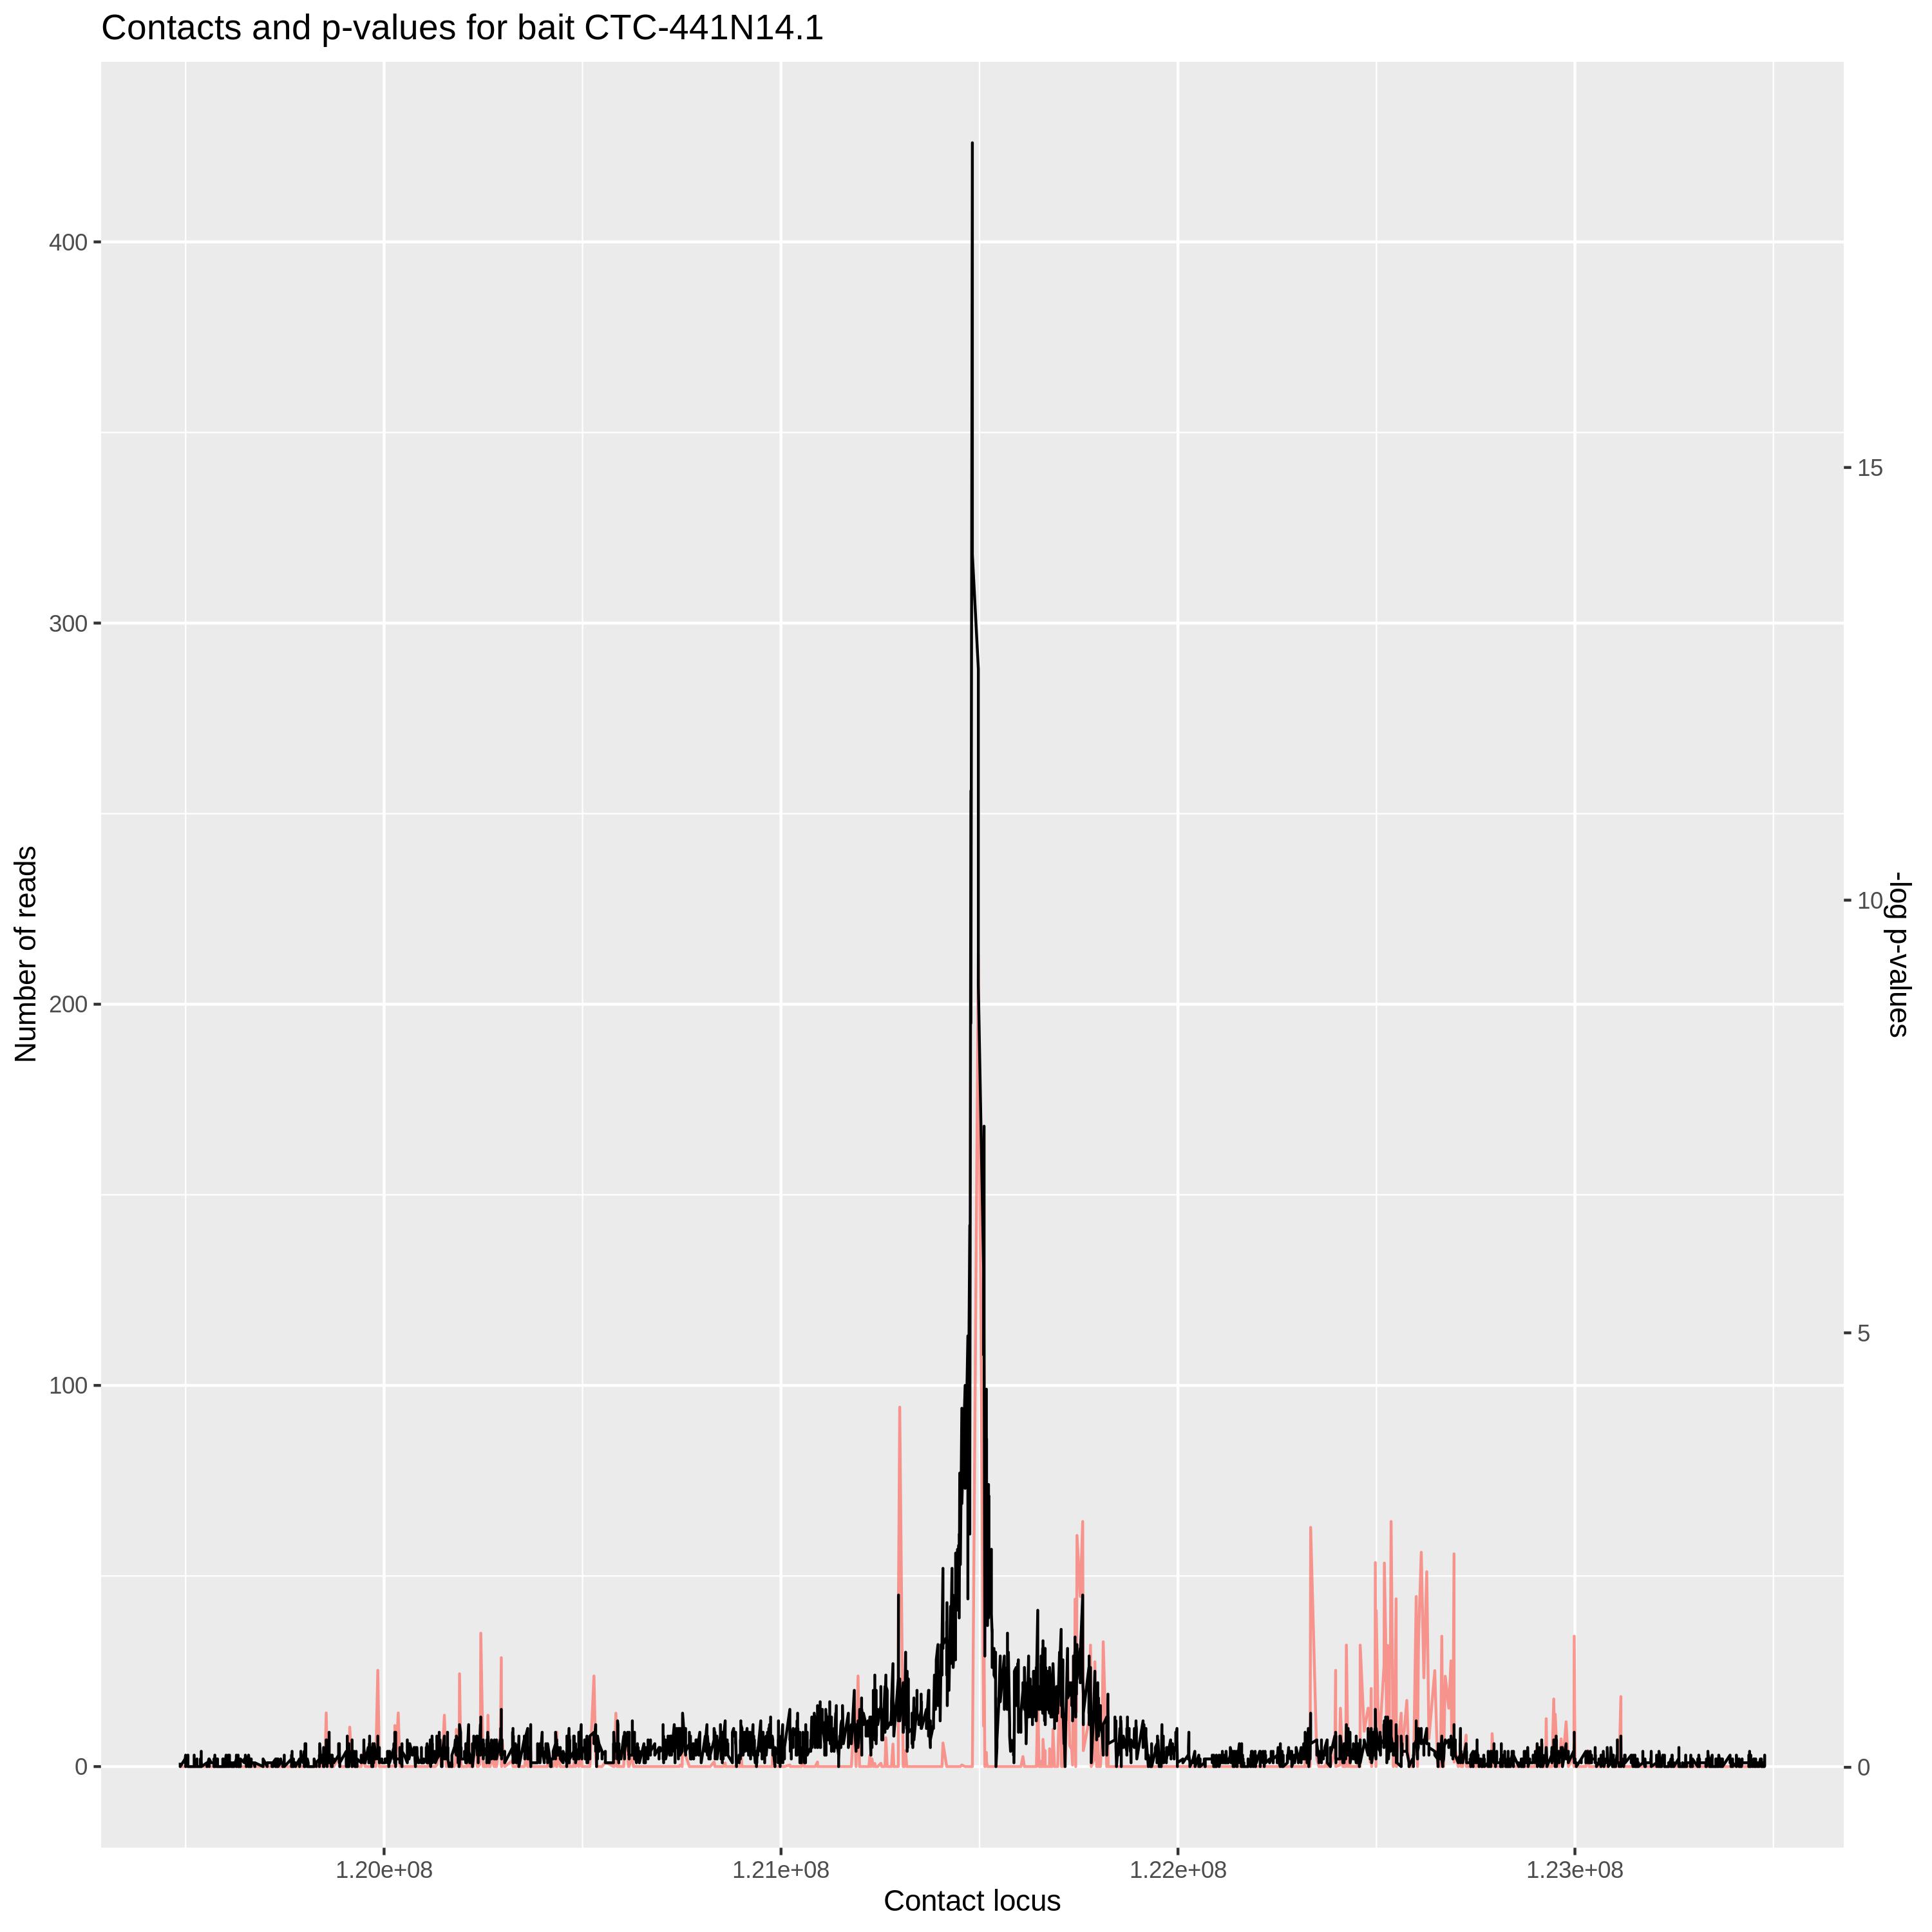 Contacts and p-values for bait CTC-441N14.1
400
300
200
100
0
Number of reads
15
10
5
0
-log p-values
1.20e+08
1.21e+08
1.22e+08
1.23e+08
Contact locus